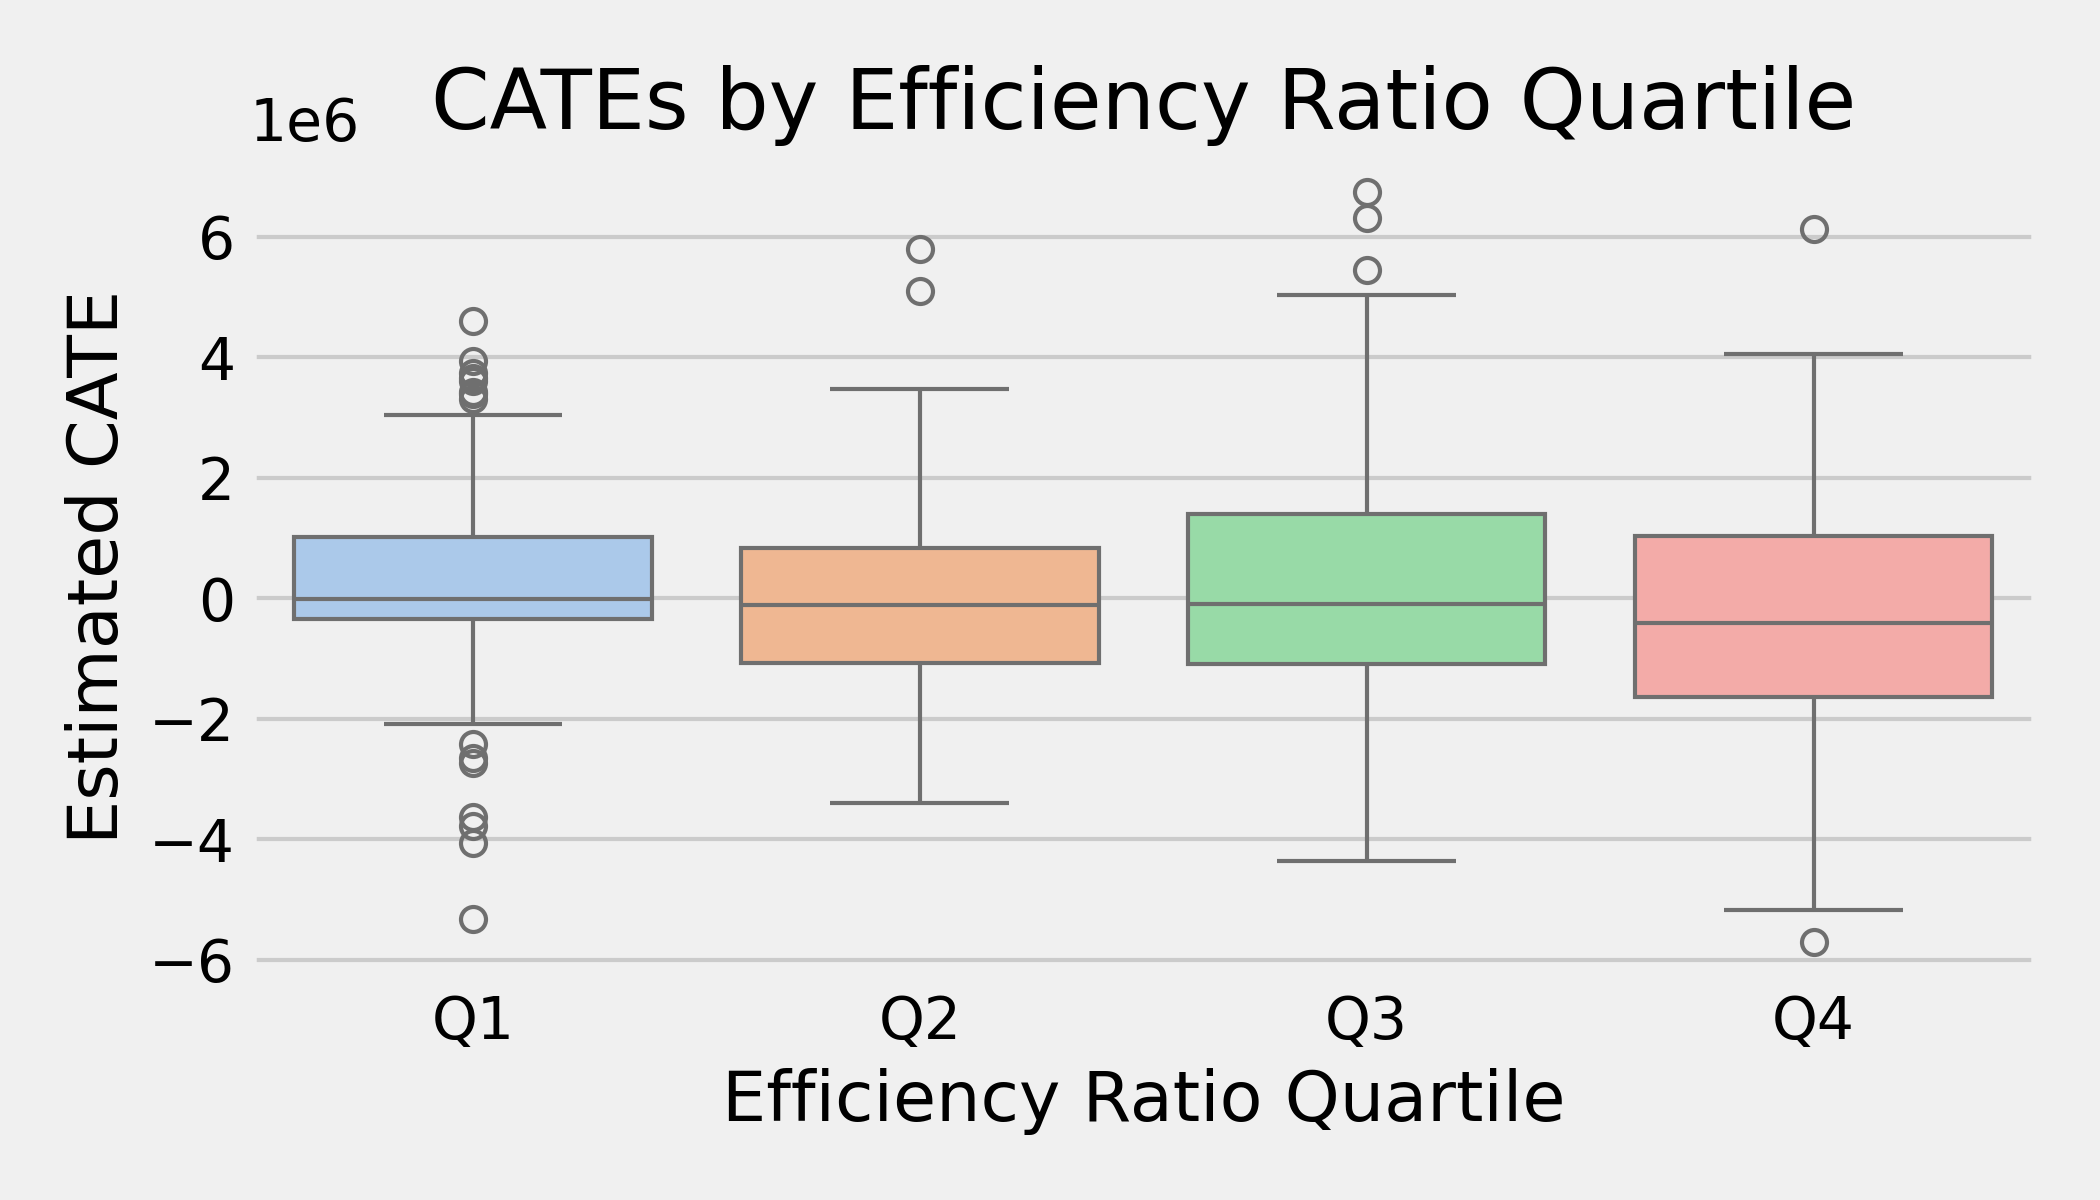 CATEs by Efficiency Ratio Quartile
1e6
6
4
2
0
−2
−4
−6
Estimated CATE
Q1 Q2 Q3 Q4
Efficiency Ratio Quartile